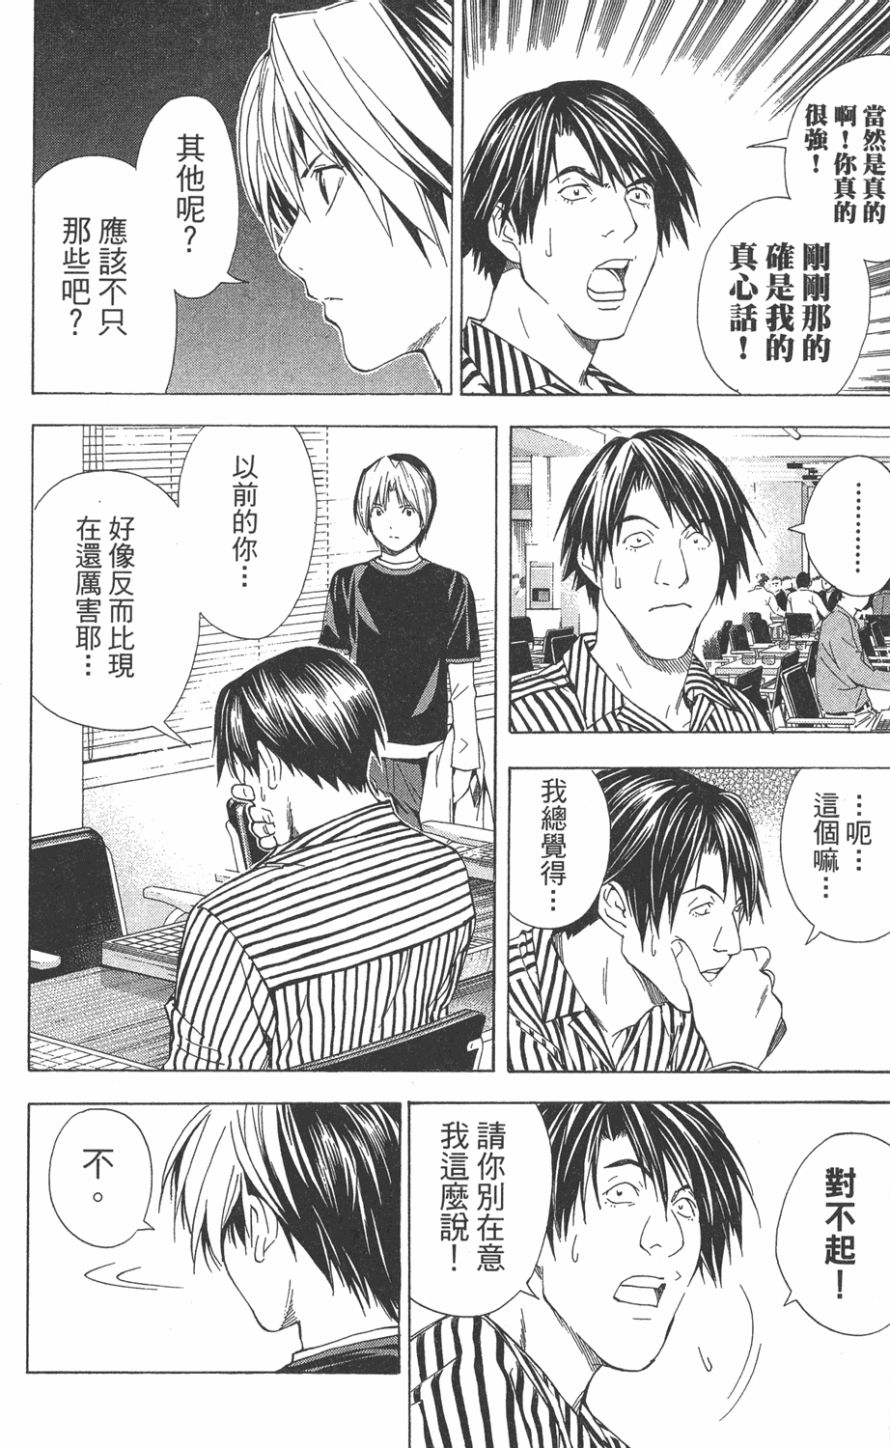 當然是真的
啊！你真的
很強！
剛剛那的
確是我的
真心話！
其他呢？
應該不只
那些吧？
…………
…呃…
這個嘛…
我總覺得…
以前的你…
好像反而比現
在還厲害耶…
對不起！
請你別在意
我這麼說！
不。